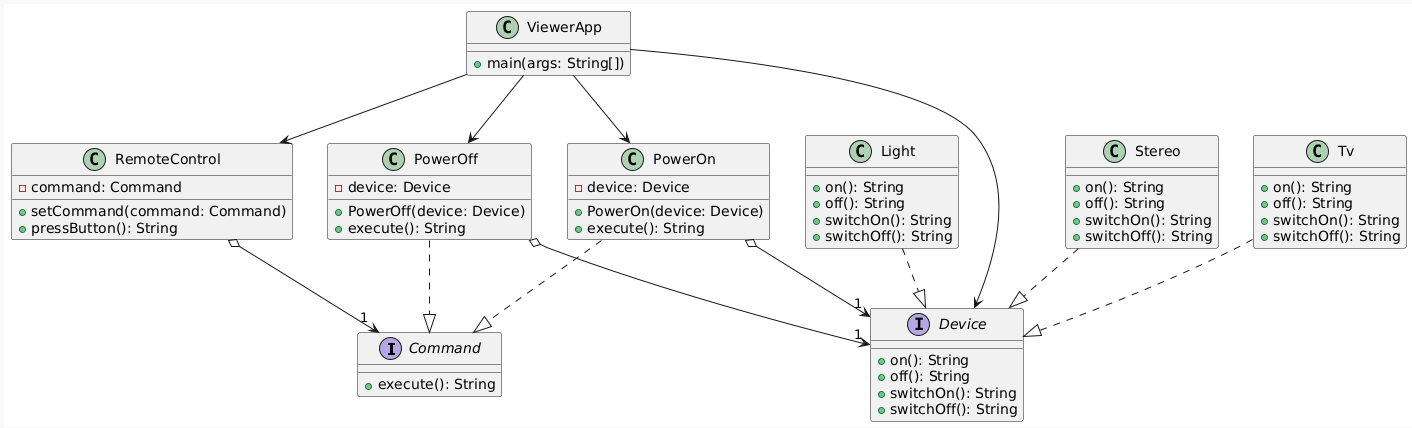 C ViewerApp
main(args: String[])
C RemoteControl
command: Command
setCommand(command: Command)
pressButton(): String
C PowerOff
device: Device
PowerOff(device: Device)
execute(): String
C PowerOn
device: Device
PowerOn(device: Device)
execute(): String
C Light
on(): String
off(): String
switchOn(): String
switchOff(): String
C Stereo
on(): String
off(): String
switchOn(): String
switchOff(): String
C Tv
on(): String
off(): String
switchOn(): String
switchOff(): String
1
1
1
I Command
execute(): String
I Device
on(): String
off(): String
switchOn(): String
switchOff(): String